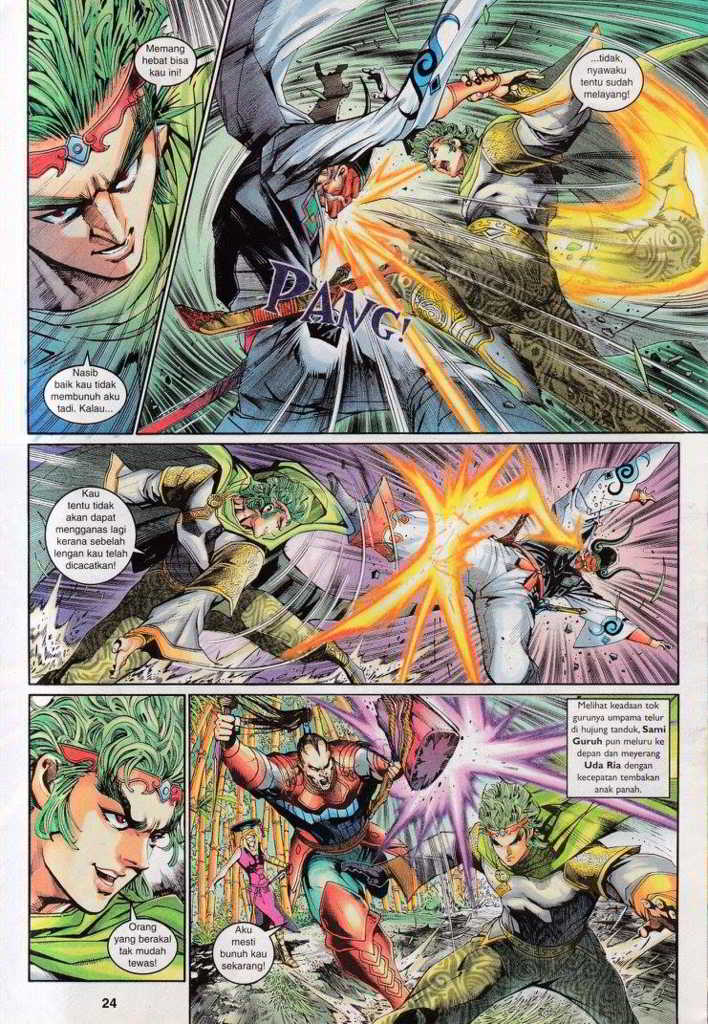 Memang
hebat bisa
kau ini!
Nasib
baik kau tidak
membunuh aku
tadi. Kalau...
...tidak,
nyawaku
tentu sudah
melayang!
PANG!
Kau
tentu tidak
akan dapat
mengganas lagi
kerana sebelah
lengan kau telah
dicacatkan!
Orang
yang berakal
tak mudah
tewas!
Melihat keadaan tok
gurunya umpama telur
di hujung tanduk, Sami
Guruh pun meluru ke
depan dan meyerang
Uda Ria dengan
kecepatan tembakan
anak panah.
Aku
mesti
bunuh kau
sekarang!
24